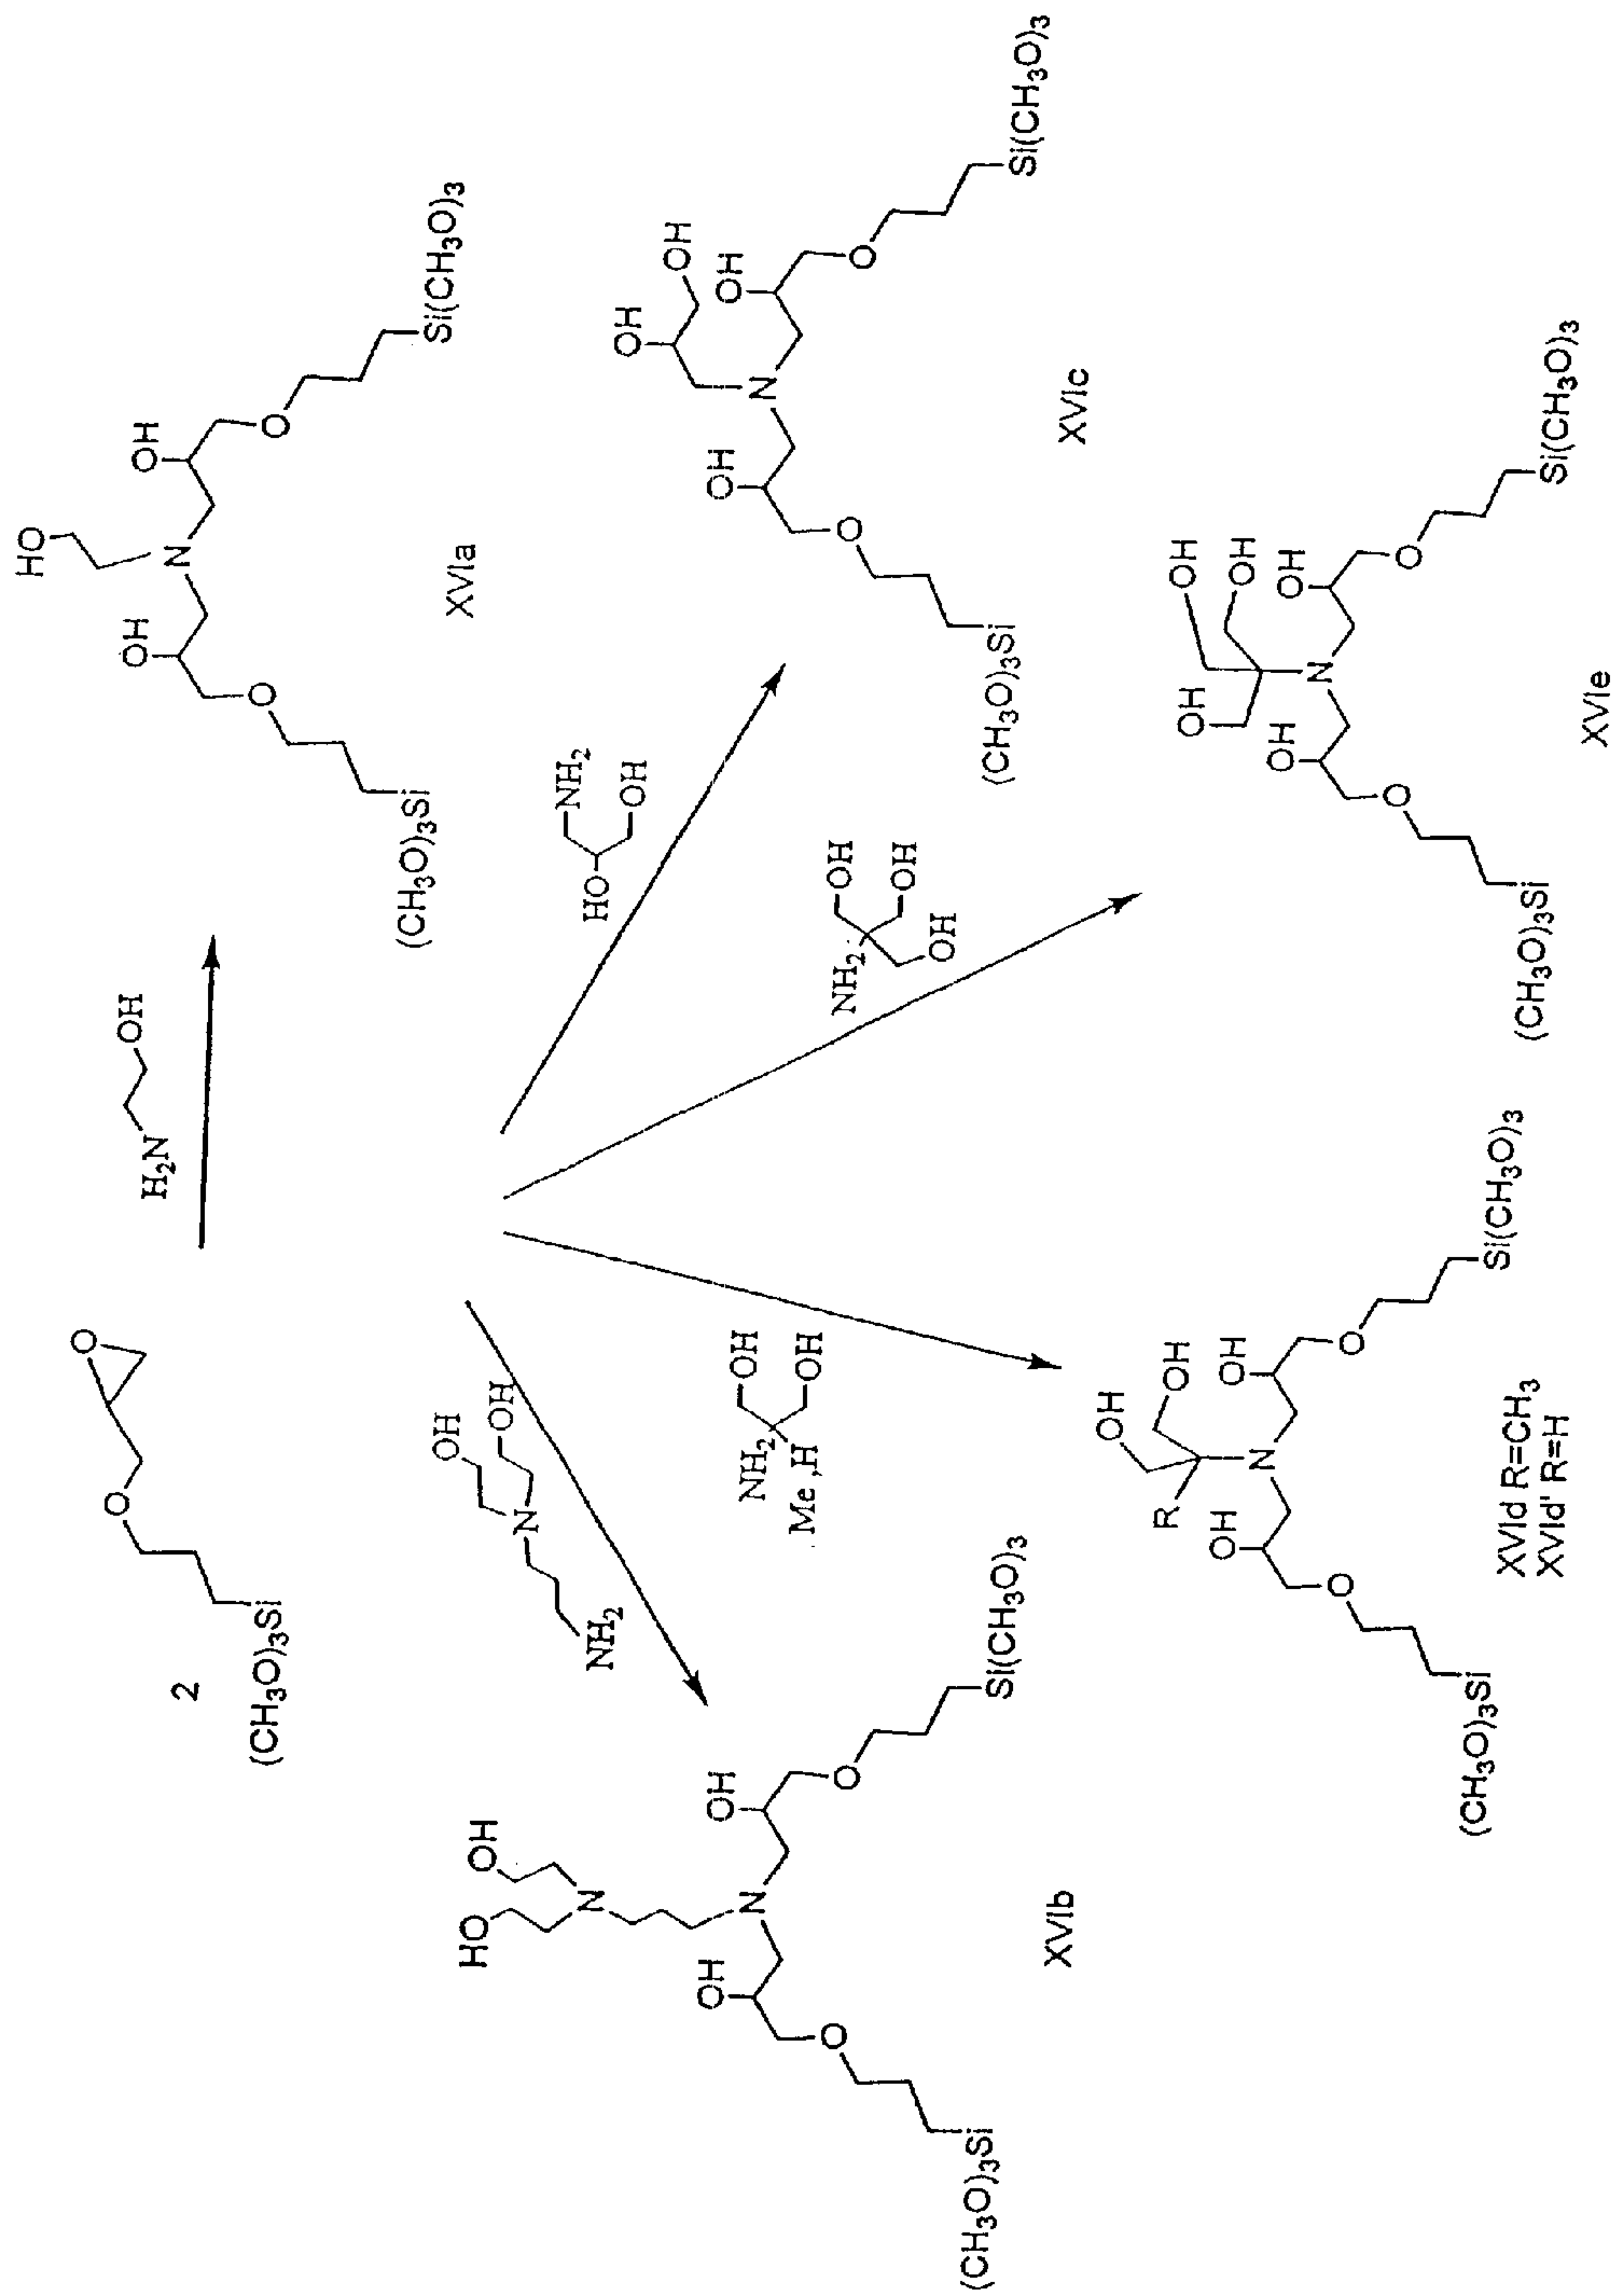 O
O
(CH3O)3Si
2
H2N
OH
HO
OH
N
OH
O
O
(CH3O)3Si
Si(CH3O)3
XVIa
OH
OH
N
NH2
HO
OH
N
OH
OH
N
O
O
(CH3O)3Si
Si(CH3O)3
XVIb
NH2
HO
OH
OH
OH
OH
OH
N
O
O
(CH3O)3Si
Si(CH3O)3
XVIc
NH2
OH
OH
Me ,H
OH
OH
R
OH
OH
N
O
O
(CH3O)3Si
Si(CH3O)3
XVId R=CH3
XVId' R=H
NH2
OH
OH
OH
OH
OH
OH
OH
OH
N
O
O
(CH3O)3Si
Si(CH3O)3
XVIe